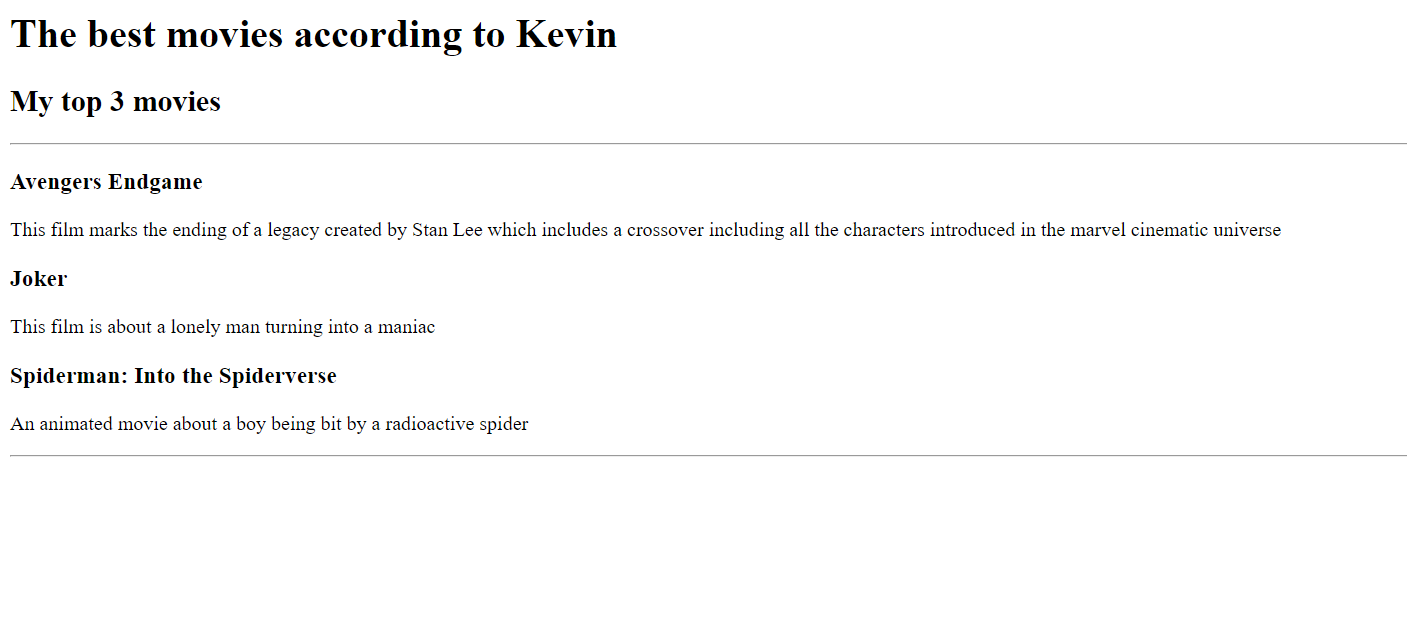 The best movies according to Kevin
My top 3 movies
Avengers Endgame
This film marks the ending of a legacy created by Stan Lee which includes a crossover including all the characters introduced in the marvel cinematic universe
Joker
This film is about a lonely man turning into a maniac
Spiderman: Into the Spiderverse
An animated movie about a boy being bit by a radioactive spider